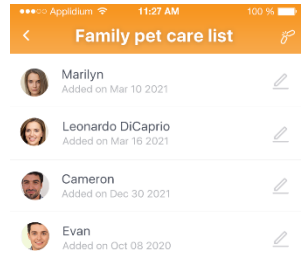 Applidium 11:27 AM 100 %
Family pet care list
Marilyn
Added on Mar 10 2021
Leonardo DiCaprio
Added on Mar 16 2021
Cameron
Added on Dec 30 2021
Evan
Added on Oct 08 2020